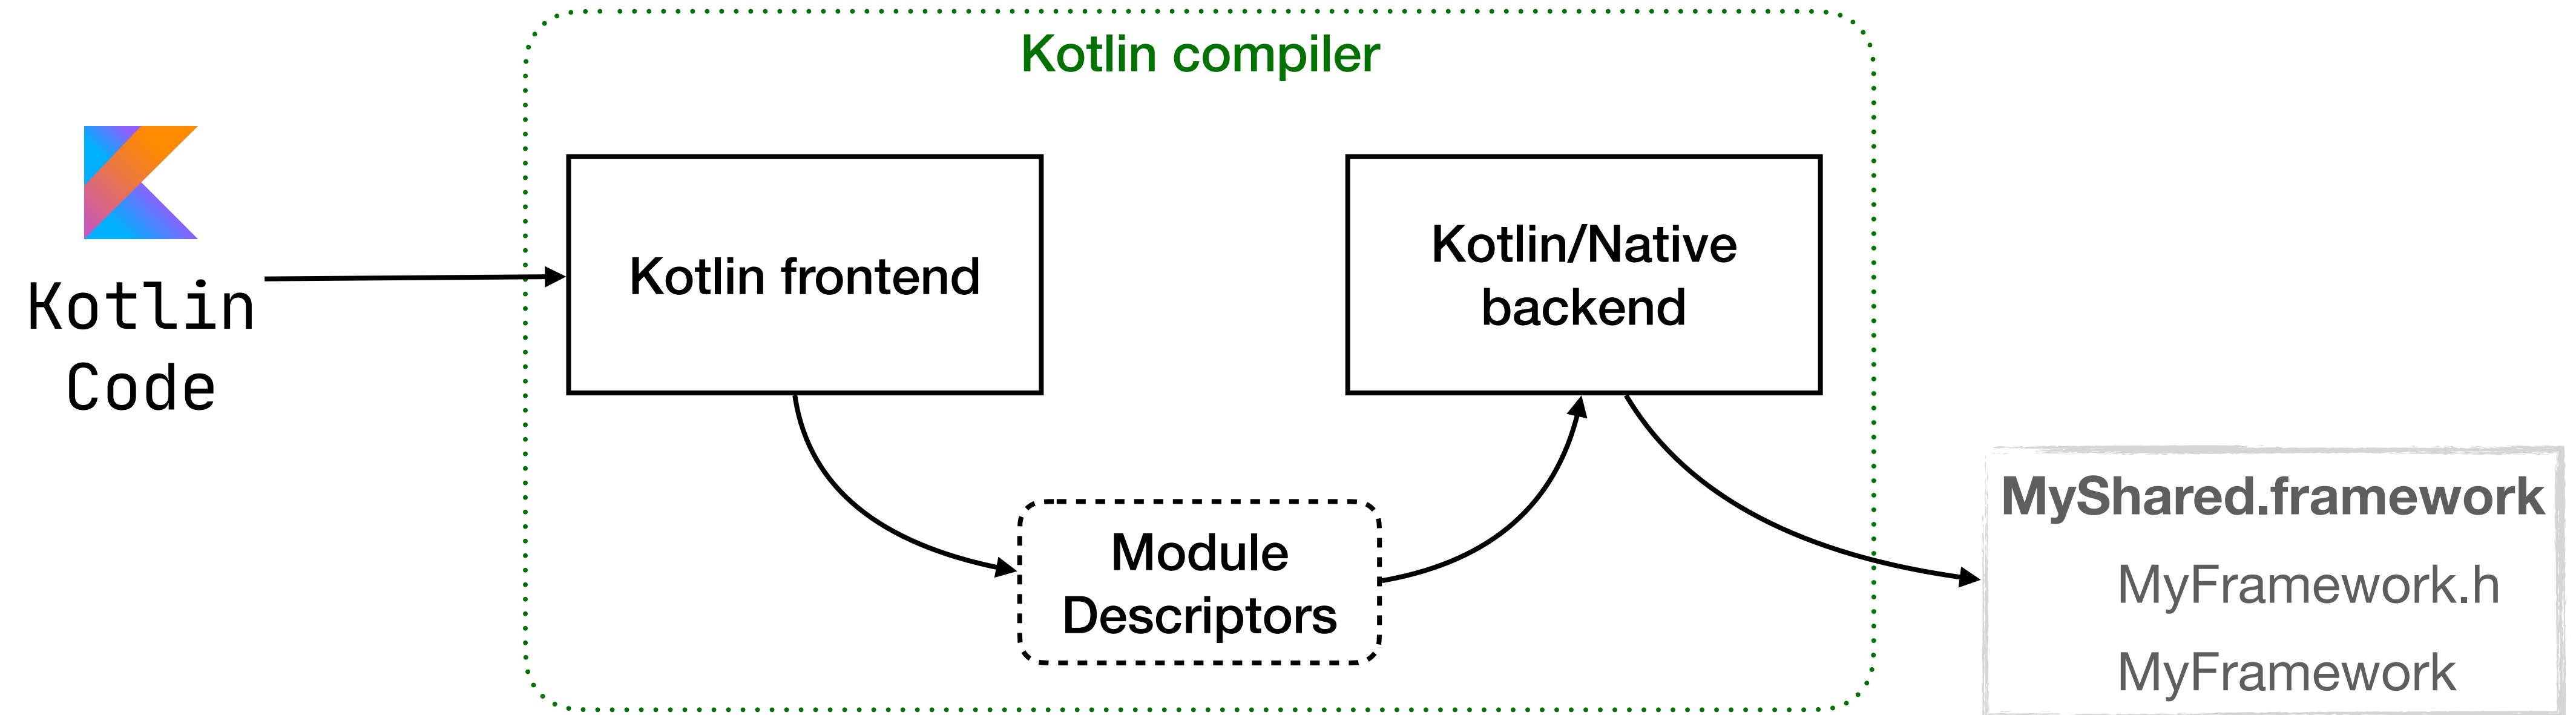 Kotlin compiler
Kotlin
Code
Kotlin frontend
Kotlin/Native
backend
Module
Descriptors
MyShared.framework
MyFramework.h
MyFramework